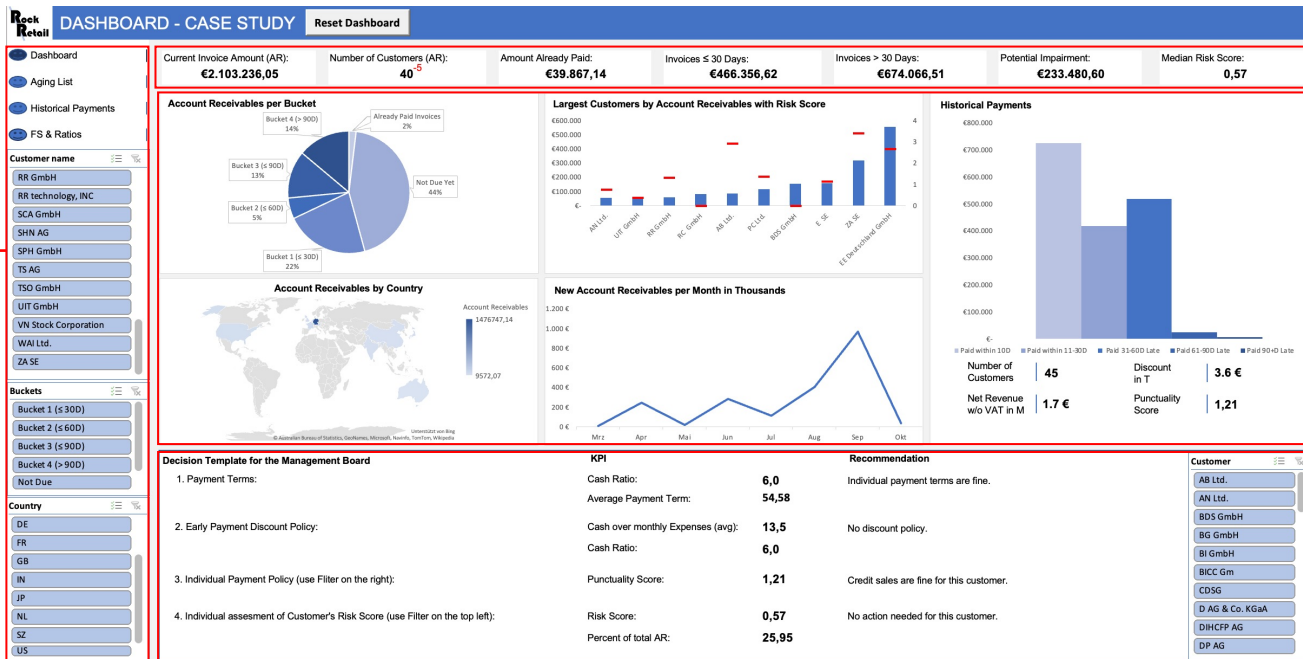 Rock Retail
DASHBOARD - CASE STUDY
Reset Dashboard
Dashboard
Aging List
Historical Payments
FS & Ratios
Customer name
RR GmbH
RR technology, INC
SCA GmbH
SHN AG
SPH GmbH
TS AG
TSO GmbH
UIT GmbH
VN Stock Corporation
WAI Ltd.
ZA SE
Buckets
Bucket 1 (≤ 30D)
Bucket 2 (≤ 60D)
Bucket 3 (≤ 90D)
Bucket 4 (> 90D)
Not Due
Country
DE
FR
GB
IN
JP
NL
SZ
US
Current Invoice Amount (AR):
€2.103.236,05
Number of Customers (AR):
40 -5
Amount Already Paid:
€39.867,14
Invoices ≤ 30 Days:
€466.356,62
Invoices > 30 Days:
€674.066,51
Potential Impairment:
€233.480,60
Median Risk Score:
0,57
Account Receivables per Bucket
Bucket 4 (> 90D)
14%
Already Paid Invoices
2%
Bucket 3 (≤ 90D)
13%
Not Due Yet
44%
Bucket 2 (≤ 60D)
5%
Bucket 1 (≤ 30D)
22%
Largest Customers by Account Receivables with Risk Score
€600.000
€500.000
€400.000
€300.000
€200.000
€100.000
€-
4
3
2
1
0
AN Ltd.
UIT GmbH
RR GmbH
RC GmbH
AB Ltd.
PC Ltd.
BDS GmbH
E SE
ZA SE
EE Deutschland GmbH
Historical Payments
€800.000
€700.000
€600.000
€500.000
€400.000
€300.000
€200.000
€100.000
€-
Paid within 10D
Paid within 11-30D
Paid 31-60D Late
Paid 61-90D Late
Paid 90+D Late
Number of Customers
45
Discount in T
3.6 €
Net Revenue w/o VAT in M
1.7 €
Punctuality Score
1,21
Account Receivables by Country
Account Receivables
1476747,14
9572,07
Unterstützt von Bing
© Australian Bureau of Statistics, GeoNames, Microsoft, Navinfo, TomTom, Wikipedia
New Account Receivables per Month in Thousands
1.200 €
1.000 €
800 €
600 €
400 €
200 €
0 €
Mrz
Apr
Mai
Jun
Jul
Aug
Sep
Okt
Decision Template for the Management Board
KPI
Recommendation
1. Payment Terms:
Cash Ratio:
6,0
Individual payment terms are fine.
Average Payment Term:
54,58
2. Early Payment Discount Policy:
Cash over monthly Expenses (avg):
13,5
No discount policy.
Cash Ratio:
6,0
3. Individual Payment Policy (use Fliter on the right):
Punctuality Score:
1,21
Credit sales are fine for this customer.
4. Individual assesment of Customer's Risk Score (use Filter on the top left):
Risk Score:
0,57
No action needed for this customer.
Percent of total AR:
25,95
Customer
AB Ltd.
AN Ltd.
BDS GmbH
BG GmbH
BI GmbH
BICC Gm
CDSG
D AG & Co. KGaA
DIHCFP AG
DP AG